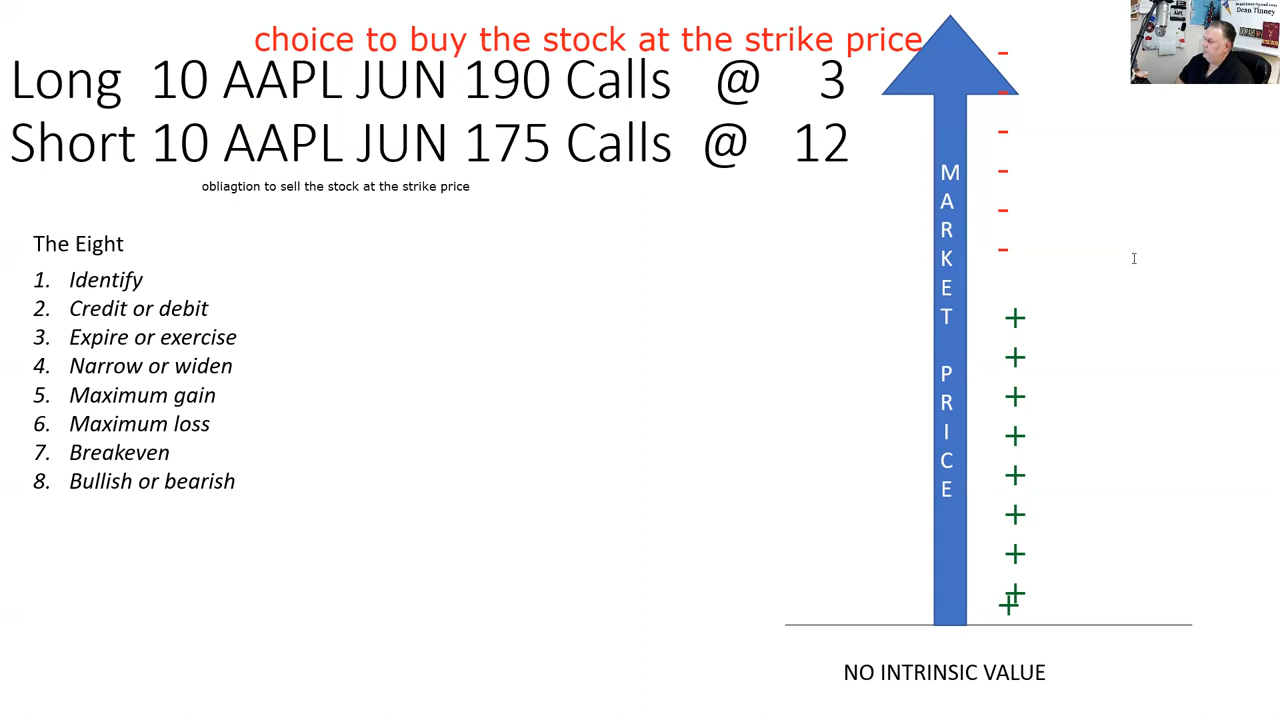 choice to buy the stock at the strike price
Long 10 AAPL JUN 190 Calls @ 3
Short 10 AAPL JUN 175 Calls @ 12
obliagtion to sell the stock at the strike price
The Eight
1. Identify
2. Credit or debit
3. Expire or exercise
4. Narrow or widen
5. Maximum gain
6. Maximum loss
7. Breakeven
8. Bullish or bearish
MARKET PRICE
- 
-
-
-
-
-
+
+
+
+
+
+
+
+
+
NO INTRINSIC VALUE
Dean Tinney